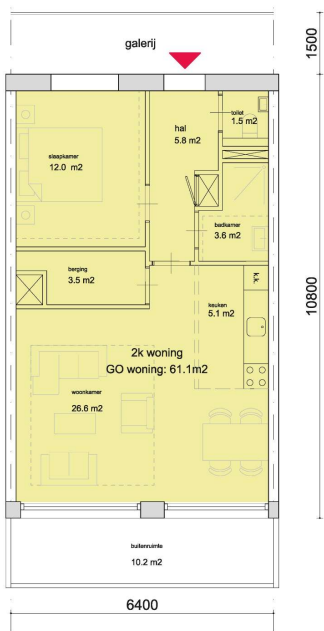 galerij
1500
toilet
1.5 m2
hal
5.8 m2
slaapkamer
12.0 m2
badkamer
3.6 m2
berging
3.5 m2
k.k.
keuken
5.1 m2
10800
2k woning
GO woning: 61.1m2
woonkamer
26.6 m2
buitenruimte
10.2 m2
6400